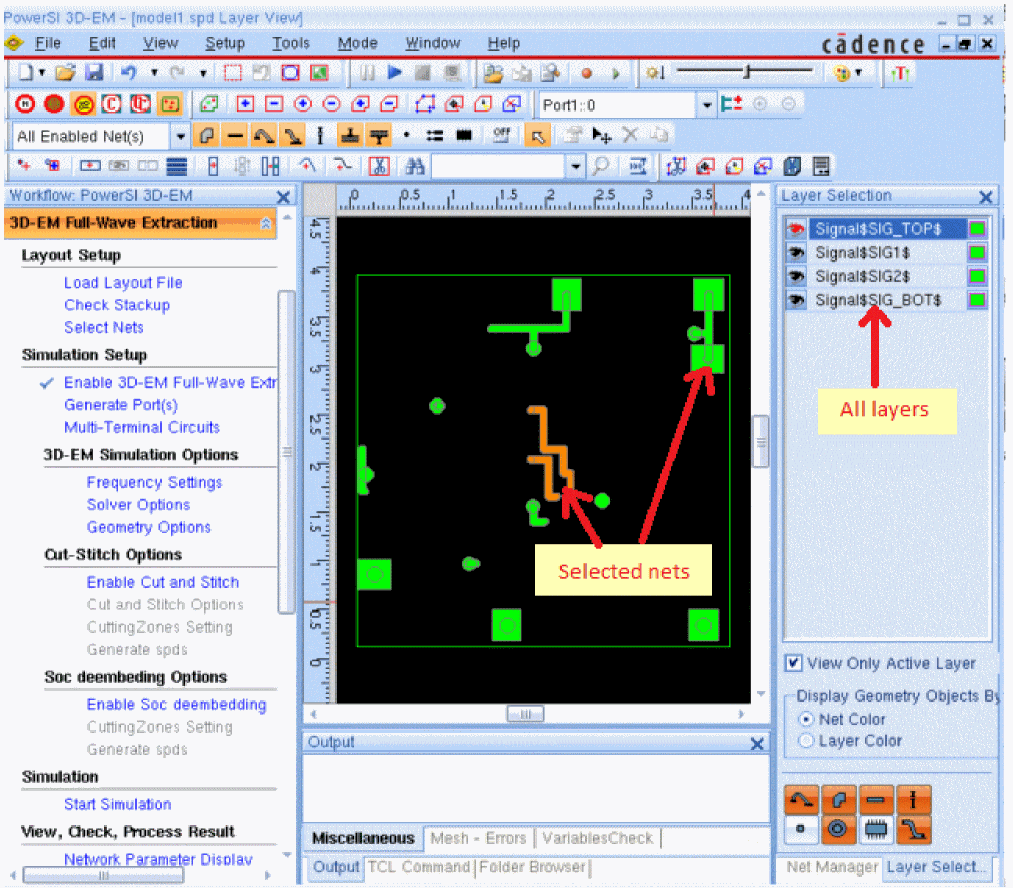 PowerSI 3D-EM - [model1.spd Layer View]
File Edit View Setup Tools Mode Window Help
cādence
Port1::0
All Enabled Net(s)
OFF
Workflow: PowerSI 3D-EM
3D-EM Full-Wave Extraction
Layout Setup
Load Layout File
Check Stackup
Select Nets
Simulation Setup
Enable 3D-EM Full-Wave Extr
Generate Port(s)
Multi-Terminal Circuits
3D-EM Simulation Options
Frequency Settings
Solver Options
Geometry Options
Cut-Stitch Options
Enable Cut and Stitch
Cut and Stitch Options
CuttingZones Setting
Generate spds
Soc deembeding Options
Enable Soc deembedding
CuttingZones Setting
Generate spds
Simulation
Start Simulation
View, Check, Process Result
Network Parameter Display
0 0.5 1 1.5 2 2.5 3 3.5 4
4.5
4
3.5
3
2.5
2
1.5
1
0.5
0
Selected nets
Output
Miscellaneous Mesh - Errors VariablesCheck
Output TCL Command Folder Browser
Layer Selection
Signal$SIG_TOP$
Signal$SIG1$
Signal$SIG2$
Signal$SIG_BOT$
All layers
View Only Active Layer
Display Geometry Objects By
Net Color
Layer Color
Net Manager Layer Select...